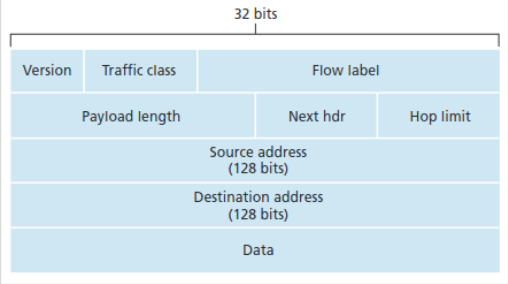 32 bits
Version Traffic class Flow label
Payload length Next hdr Hop limit
Source address
(128 bits)
Destination address
(128 bits)
Data